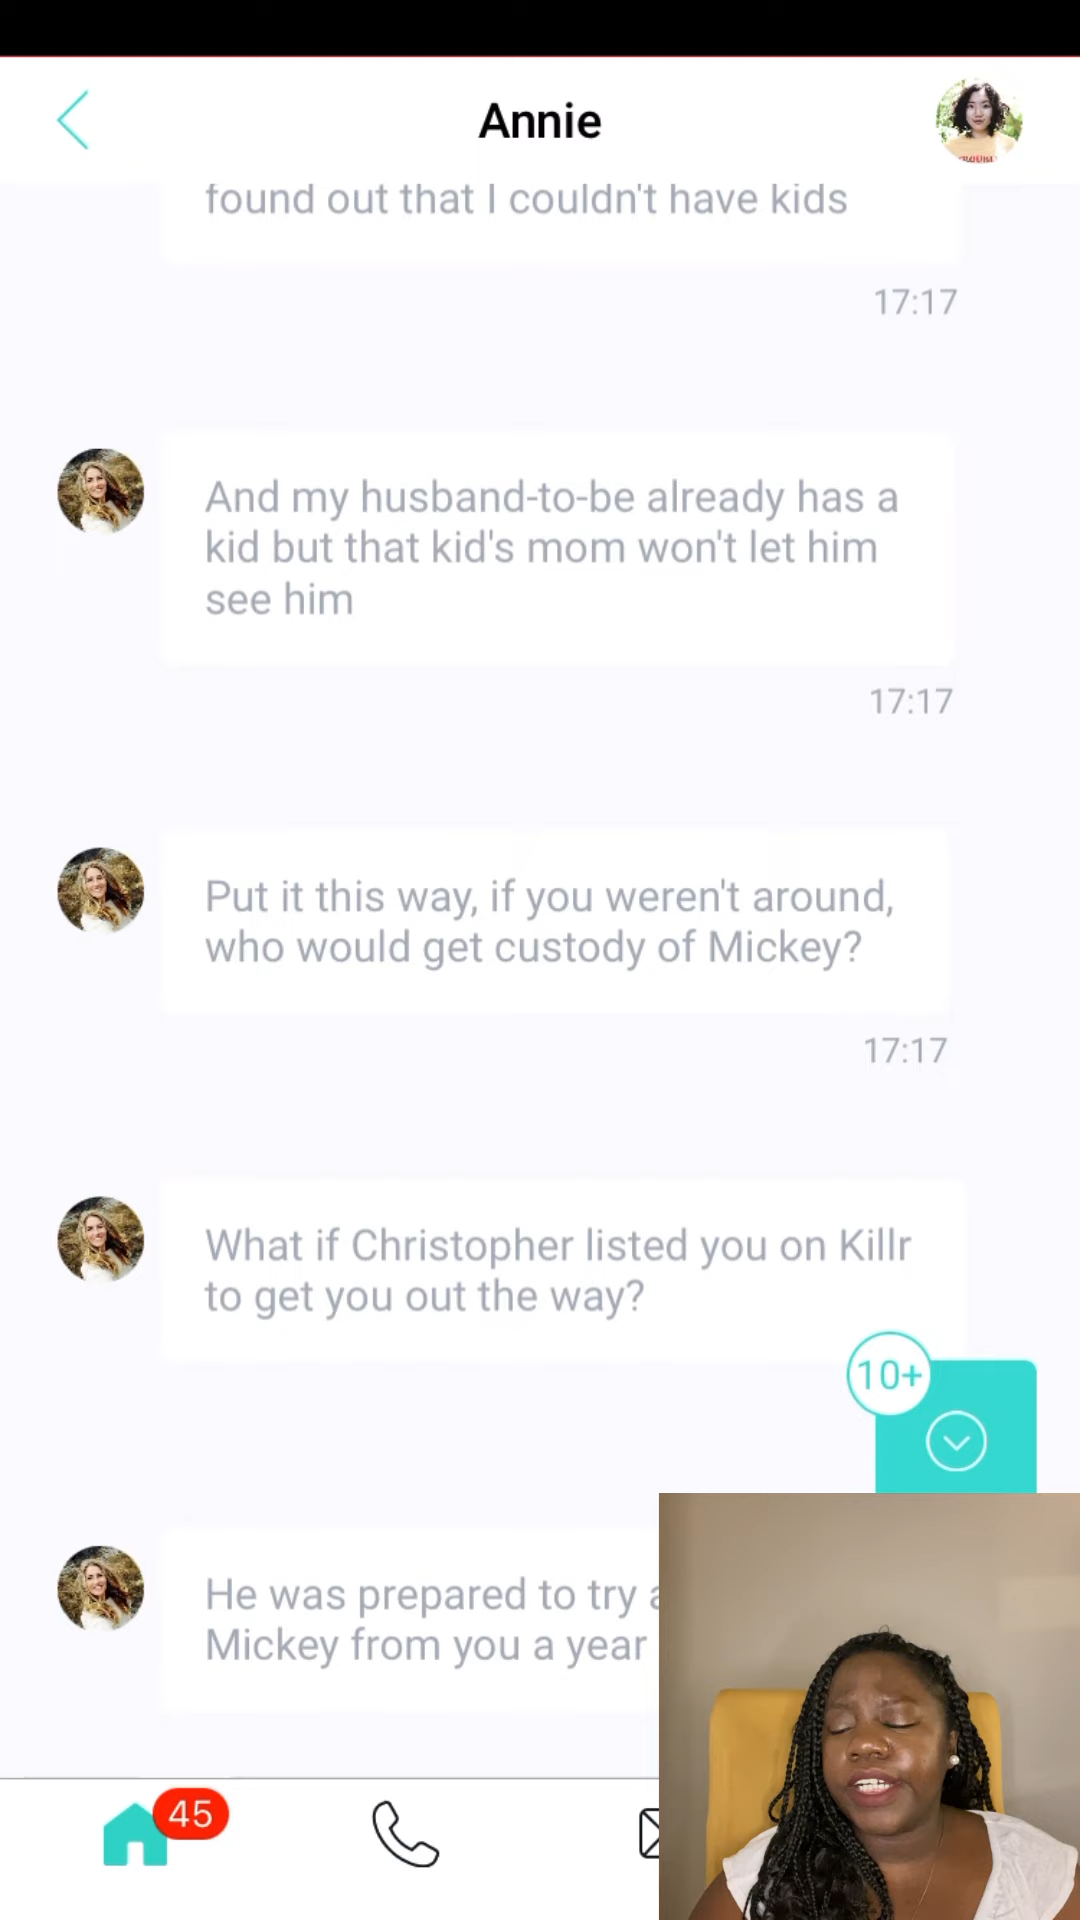 Annie
found out that I couldn't have kids
17:17
And my husband-to-be already has a
kid but that kid's mom won't let him
see him
17:17
Put it this way, if you weren't around,
who would get custody of Mickey?
17:17
What if Christopher listed you on Killr
to get you out the way?
10+
He was prepared to try
Mickey from you a year
45